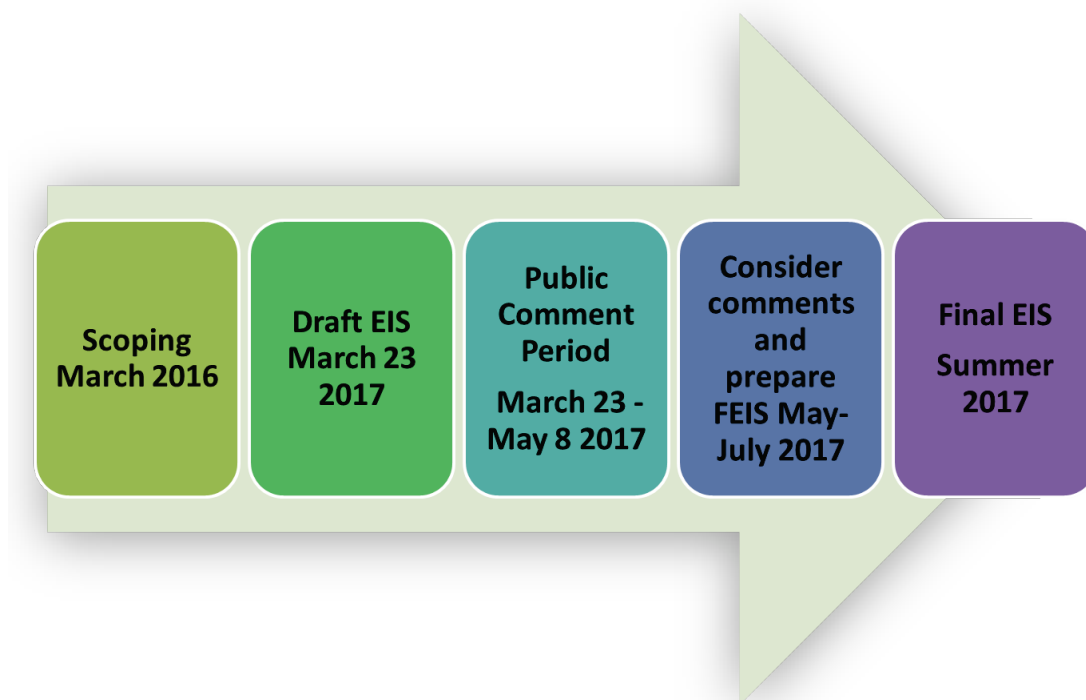 Scoping
March 2016
Draft EIS
March 23
2017
Public
Comment
Period
March 23 -
May 8 2017
Consider
comments
and
prepare
FEIS May-
July 2017
Final EIS
Summer
2017